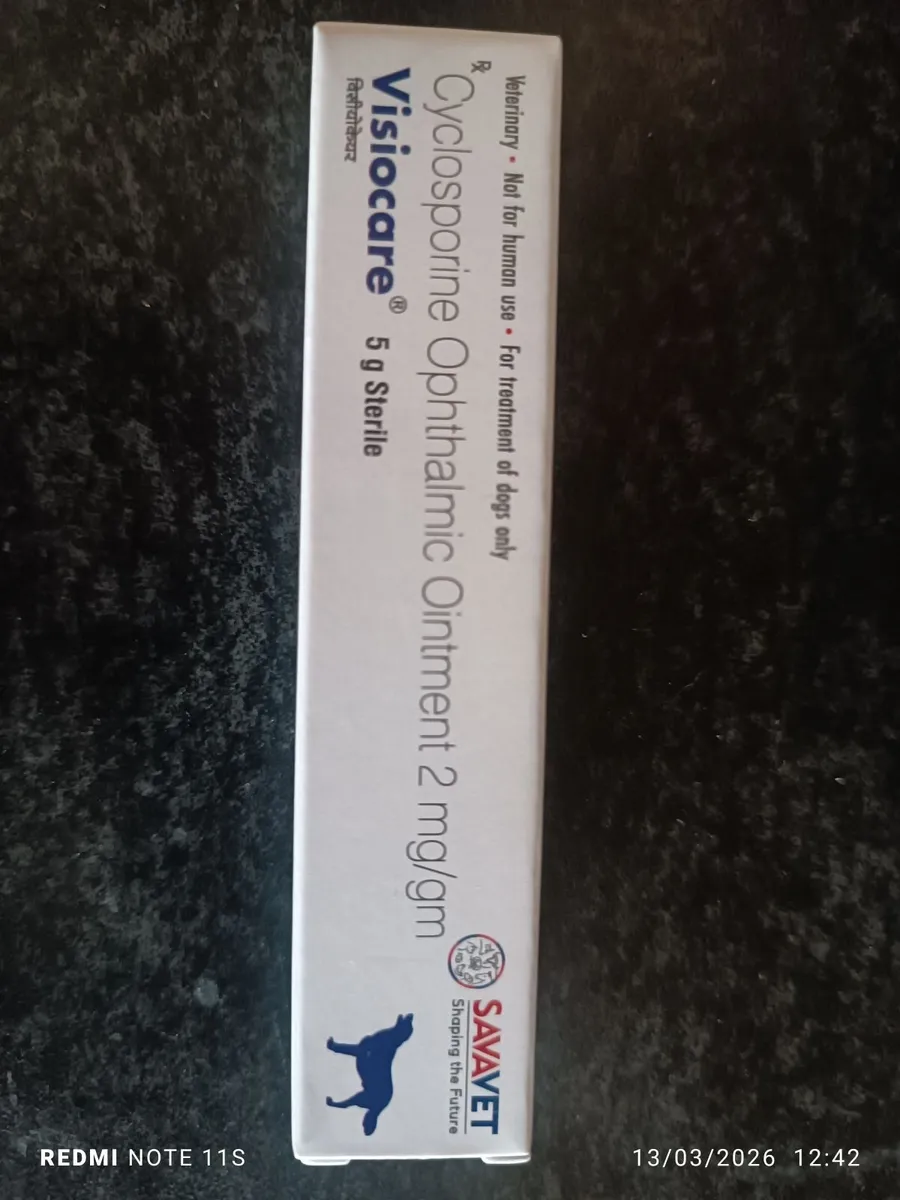 Veterinary • Not for human use • For treatment of dogs only
℞
Cyclosporine Ophthalmic Ointment 2 mg/gm
Visiocare® 5 g Sterile
विसीयोकेयर
SAVAVET
Shaping the Future
REDMI NOTE 11S
13/03/2026 12:42